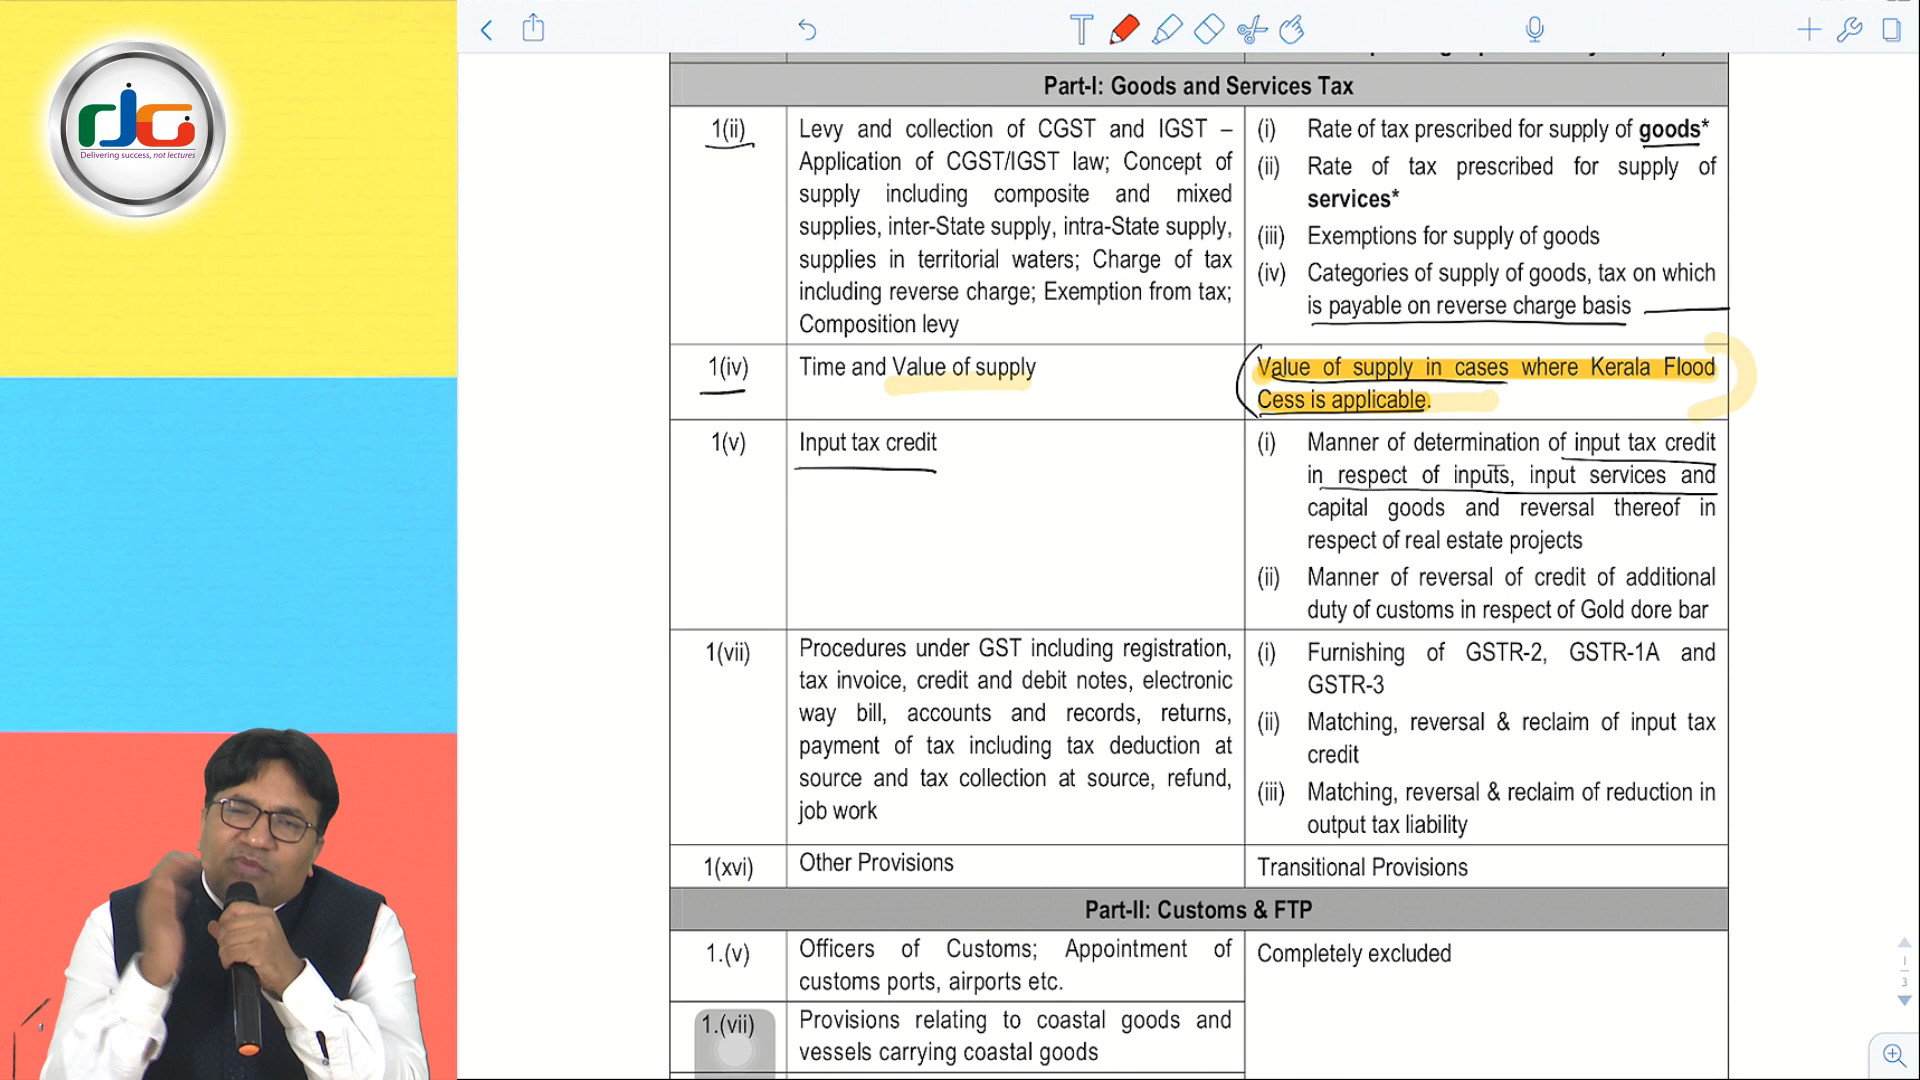 Delivering success, not lectures
Part-I: Goods and Services Tax
1(ii)
Levy and collection of CGST and IGST –
Application of CGST/IGST law; Concept of
supply including composite and mixed
supplies, inter-State supply, intra-State supply,
supplies in territorial waters; Charge of tax
including reverse charge; Exemption from tax;
Composition levy
(i) Rate of tax prescribed for supply of goods*
(ii) Rate of tax prescribed for supply of
services*
(iii) Exemptions for supply of goods
(iv) Categories of supply of goods, tax on which
is payable on reverse charge basis
1(iv)
Time and Value of supply
Value of supply in cases where Kerala Flood
Cess is applicable.
1(v)
Input tax credit
(i) Manner of determination of input tax credit
in respect of inputs, input services and
capital goods and reversal thereof in
respect of real estate projects
(ii) Manner of reversal of credit of additional
duty of customs in respect of Gold dore bar
1(vii)
Procedures under GST including registration,
tax invoice, credit and debit notes, electronic
way bill, accounts and records, returns,
payment of tax including tax deduction at
source and tax collection at source, refund,
job work
(i) Furnishing of GSTR-2, GSTR-1A and
GSTR-3
(ii) Matching, reversal & reclaim of input tax
credit
(iii) Matching, reversal & reclaim of reduction in
output tax liability
1(xvi)
Other Provisions
Transitional Provisions
Part-II: Customs & FTP
1.(v)
Officers of Customs; Appointment of
customs ports, airports etc.
Completely excluded
1.(vii)
Provisions relating to coastal goods and
vessels carrying coastal goods
1
3